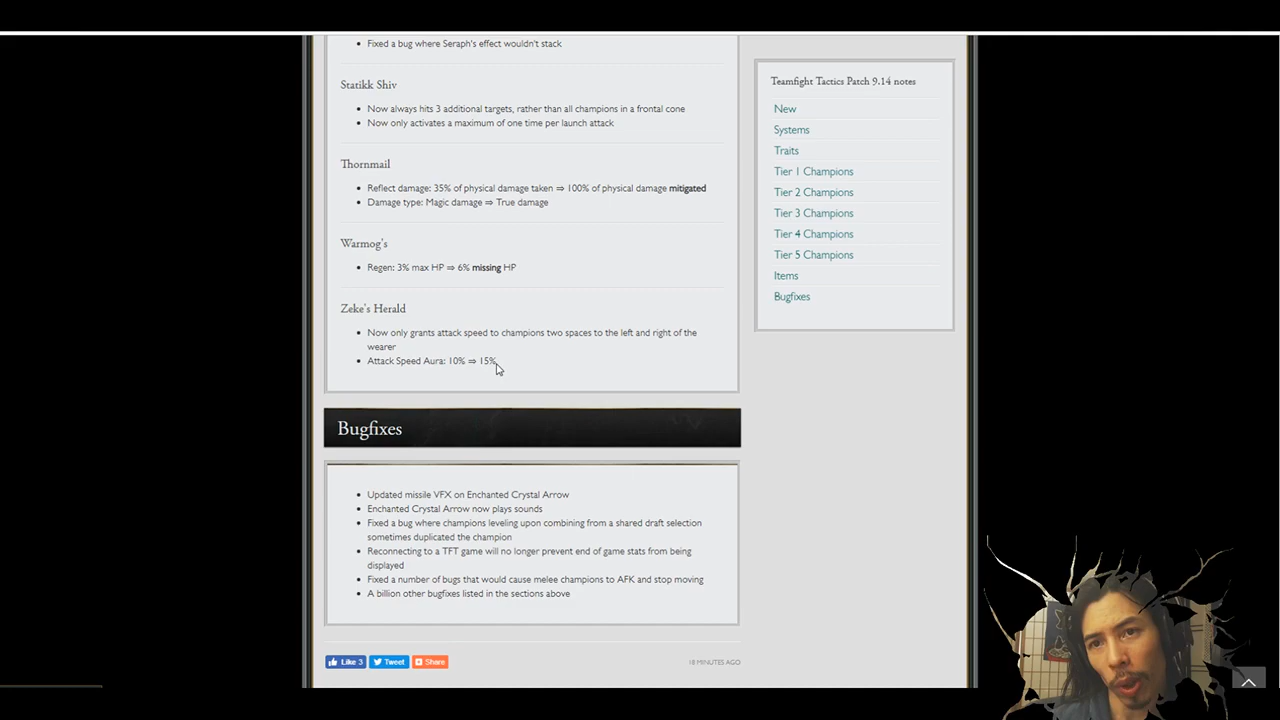 Fixed a bug where Seraph's effect wouldn't stack
Statikk Shiv
Now always hits 3 additional targets, rather than all champions in a frontal cone
Now only activates a maximum of one time per launch attack
Thornmail
Reflect damage: 35% of physical damage taken ⇒ 100% of physical damage mitigated
Damage type: Magic damage ⇒ True damage
Warmog's
Regen: 3% max HP ⇒ 6% missing HP
Zeke's Herald
Now only grants attack speed to champions two spaces to the left and right of the
wearer
Attack Speed Aura: 10% ⇒ 15%
Bugfixes
Updated missile VFX on Enchanted Crystal Arrow
Enchanted Crystal Arrow now plays sounds
Fixed a bug where champions leveling upon combining from a shared draft selection
sometimes duplicated the champion
Reconnecting to a TFT game will no longer prevent end of game stats from being
displayed
Fixed a number of bugs that would cause melee champions to AFK and stop moving
A billion other bugfixes listed in the sections above
Like 3
Tweet
Share
18 MINUTES AGO
Teamfight Tactics Patch 9.14 notes
New
Systems
Traits
Tier 1 Champions
Tier 2 Champions
Tier 3 Champions
Tier 4 Champions
Tier 5 Champions
Items
Bugfixes